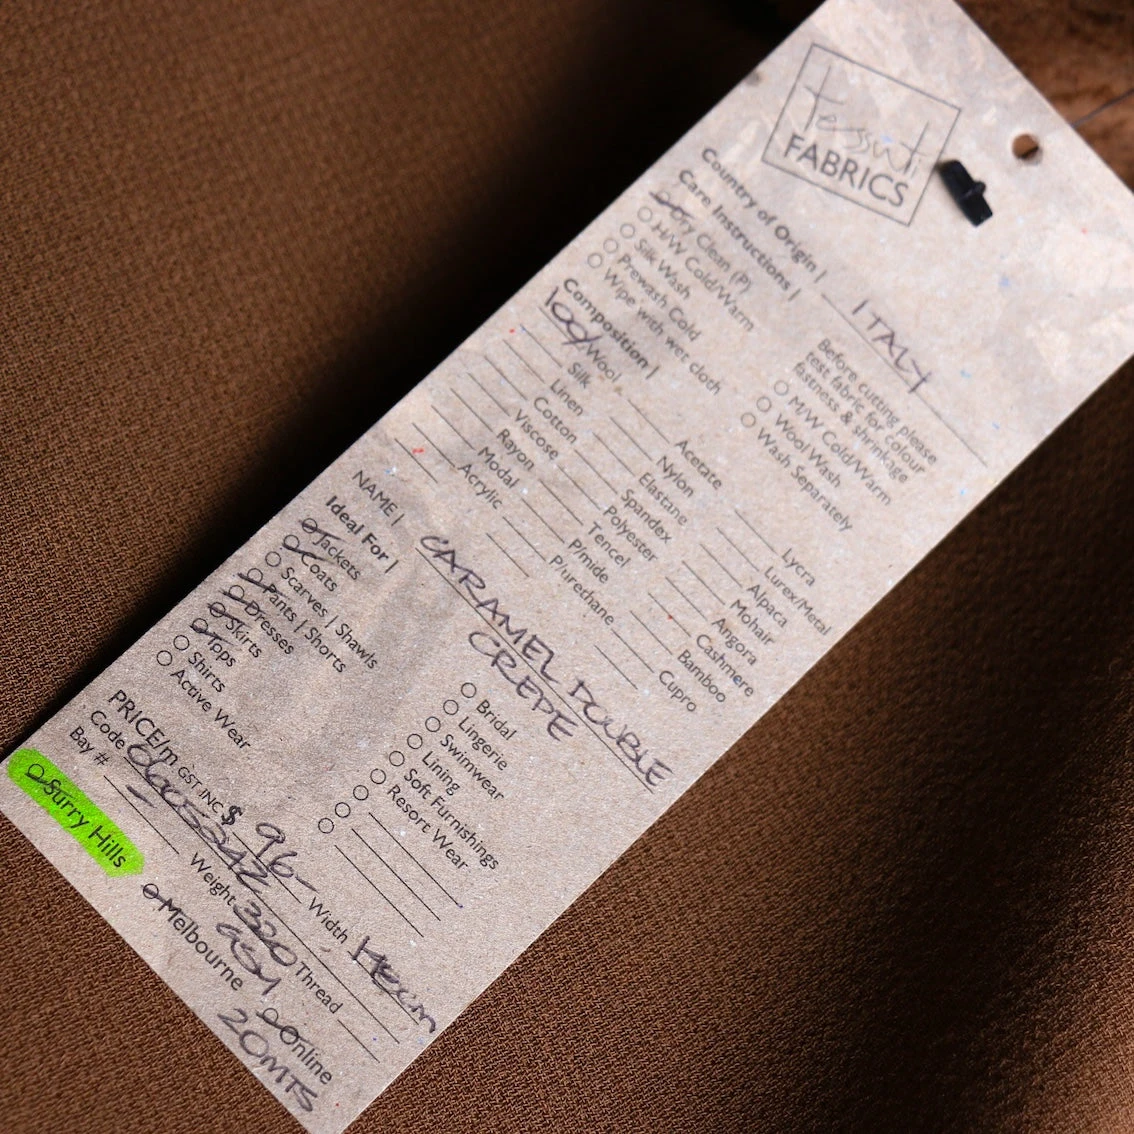 tessuti
FABRICS
Country of Origin | ITALY
Care Instructions |
Dry Clean (P)
H/W Cold/Warm
Silk Wash
Prewash Cold
Wipe with wet cloth
Before cutting please
test fabric for colour
fastness & shrinkage
M/W Cold/Warm
Wool Wash
Wash Separately
Composition |
100% Wool
Silk
Linen
Cotton
Viscose
Rayon
Modal
Acrylic
Acetate
Nylon
Elastane
Spandex
Polyester
Tencel
P/mide
P/urethane
Lycra
Lurex/Metal
Alpaca
Mohair
Angora
Cashmere
Bamboo
Cupro
NAME | CARAMEL DOUBLE
CREPE
Ideal For |
Jackets
Coats
Scarves | Shawls
Pants | Shorts
Dresses
Skirts
Tops
Shirts
Active Wear
Bridal
Lingerie
Swimwear
Lining
Soft Furnishings
Resort Wear
PRICE/m GST INC $ 96- Width
Code
Bay # Weight 320 Thread
GSM
Surry Hills Melbourne Online
20MTS